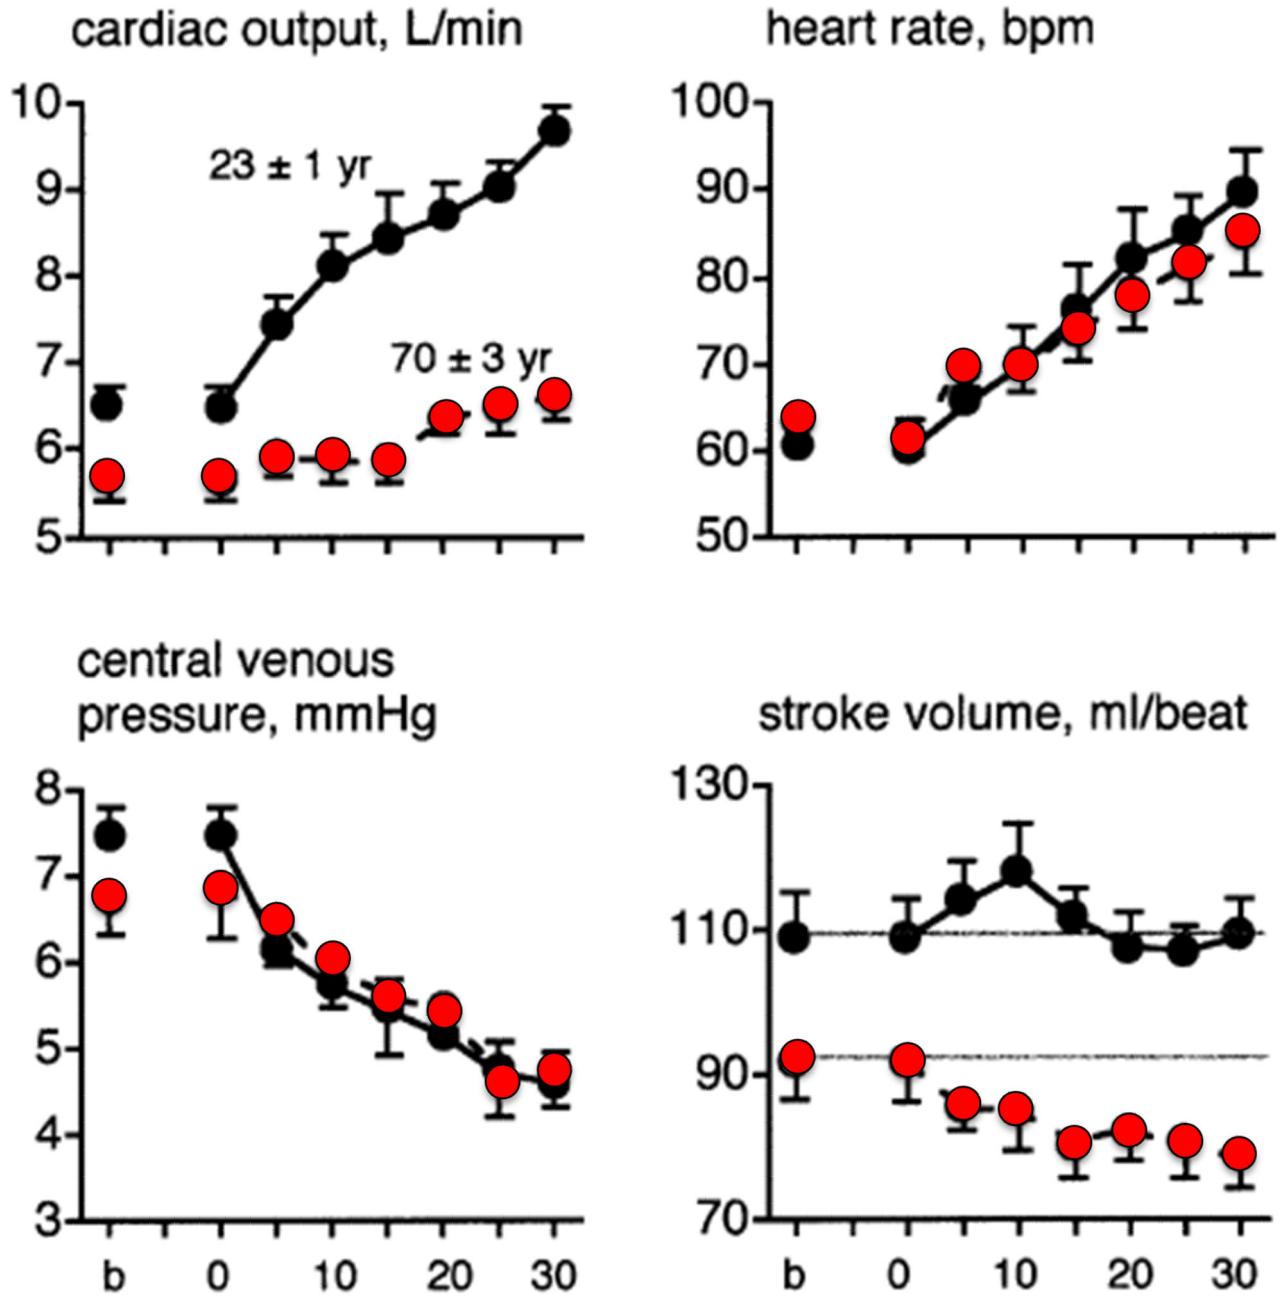 cardiac output, L/min
10
9
8
7
6
5
23 ± 1 yr
70 ± 3 yr
heart rate, bpm
100
90
80
70
60
50
central venous
pressure, mmHg
8
7
6
5
4
3
b 0 10 20 30
stroke volume, ml/beat
130
110
90
70
b 0 10 20 30